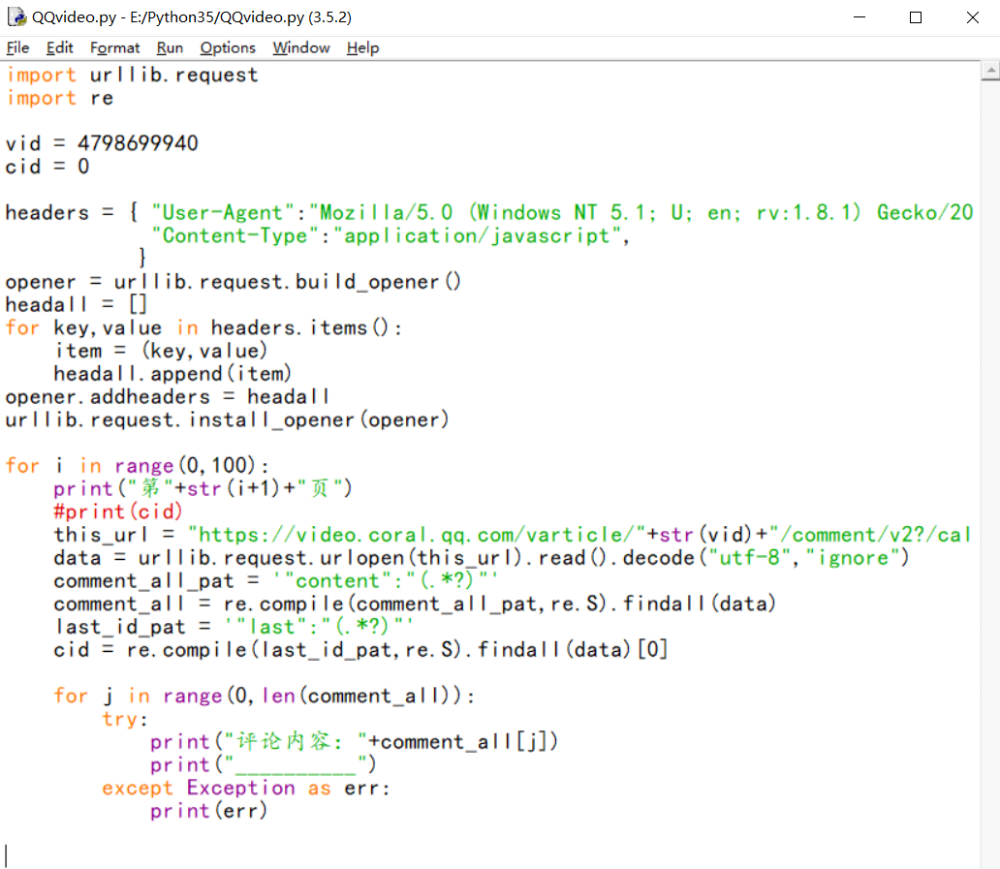 QQvideo.py - E:/Python35/QQvideo.py (3.5.2)
File Edit Format Run Options Window Help
import urllib.request
import re
vid = 4798699940
cid = 0
headers = { "User-Agent":"Mozilla/5.0 (Windows NT 5.1; U; en; rv:1.8.1) Gecko/20
"Content-Type":"application/javascript",
}
opener = urllib.request.build_opener()
headall = []
for key,value in headers.items():
    item = (key,value)
    headall.append(item)
opener.addheaders = headall
urllib.request.install_opener(opener)
for i in range(0,100):
    print("第"+str(i+1)+"页")
    #print(cid)
    this_url = "https://video.coral.qq.com/varticle/"+str(vid)+"/comment/v2?/cal
    data = urllib.request.urlopen(this_url).read().decode("utf-8","ignore")
    comment_all_pat = '"content":"(.*?)"'
    comment_all = re.compile(comment_all_pat,re.S).findall(data)
    last_id_pat = '"last":"(.*?)"'
    cid = re.compile(last_id_pat,re.S).findall(data)[0]
    for j in range(0,len(comment_all)):
        try:
            print("评论内容: "+comment_all[j])
            print("__________")
        except Exception as err:
            print(err)